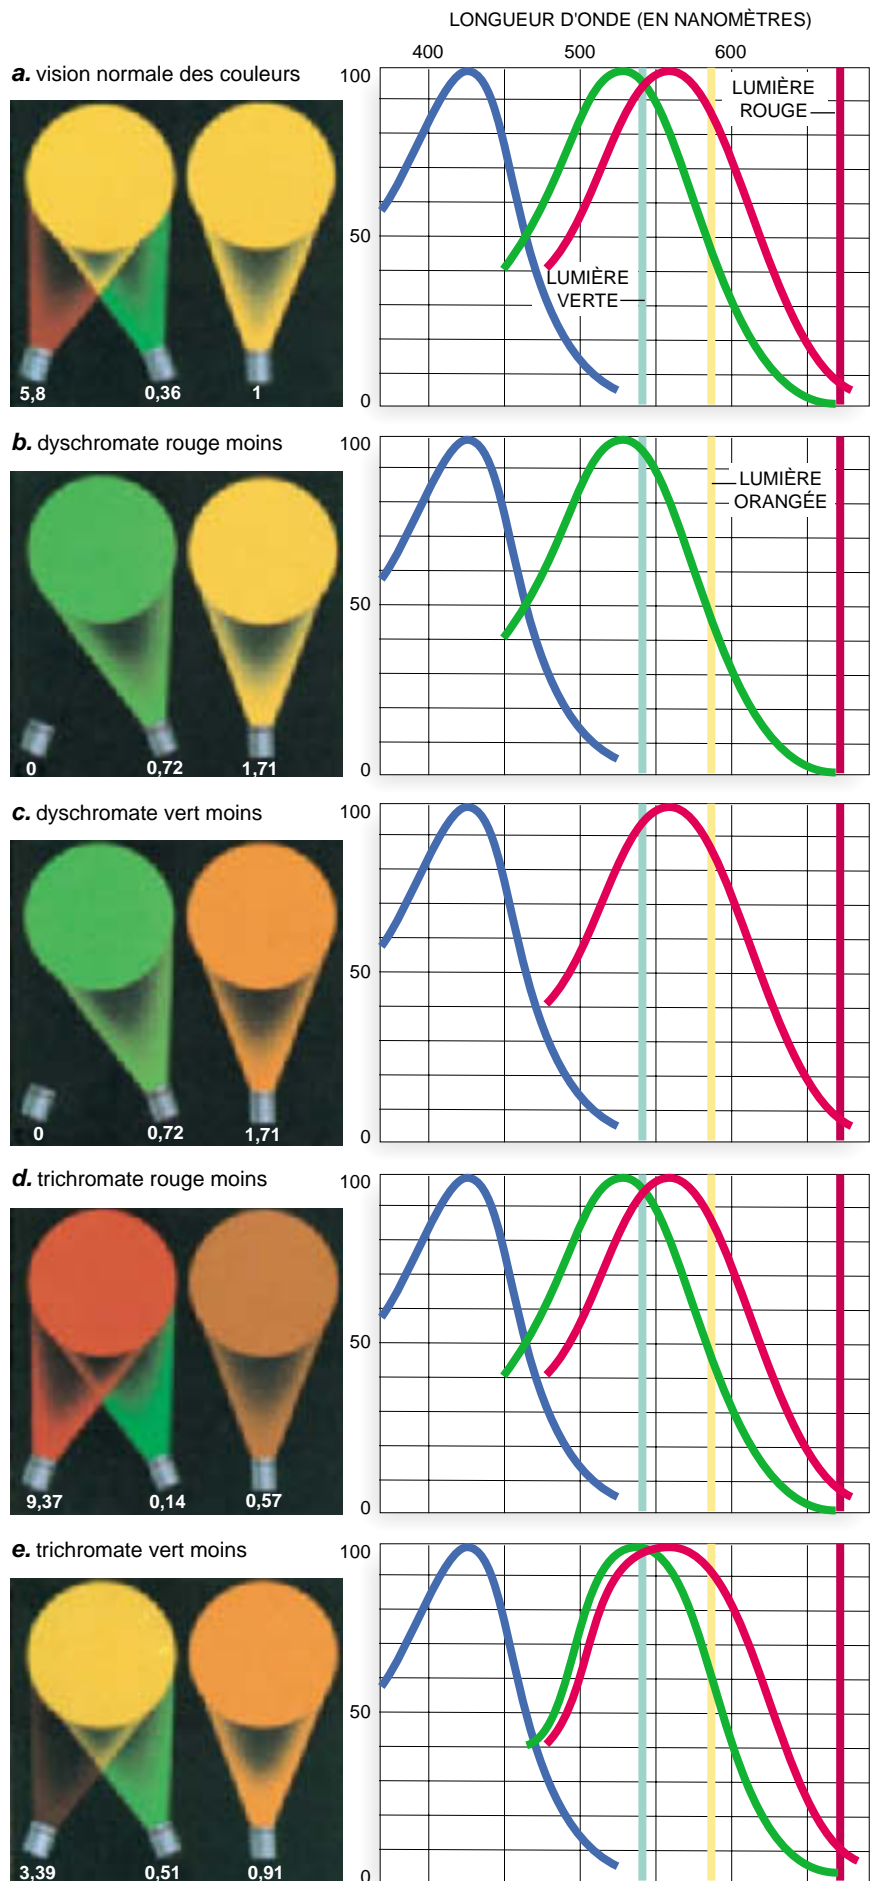 LONGUEUR D'ONDE (EN NANOMÈTRES)
400 500 600
a. vision normale des couleurs
100
LUMIÈRE
ROUGE
50
LUMIÈRE
VERTE
5,8 0,36 1
0
b. dyschromate rouge moins
100
LUMIÈRE
ORANGÉE
50
0 0,72 1,71
0
c. dyschromate vert moins
100
50
0 0,72 1,71
0
d. trichromate rouge moins
100
50
9,37 0,14 0,57
0
e. trichromate vert moins
100
50
3,39 0,51 0,91
0